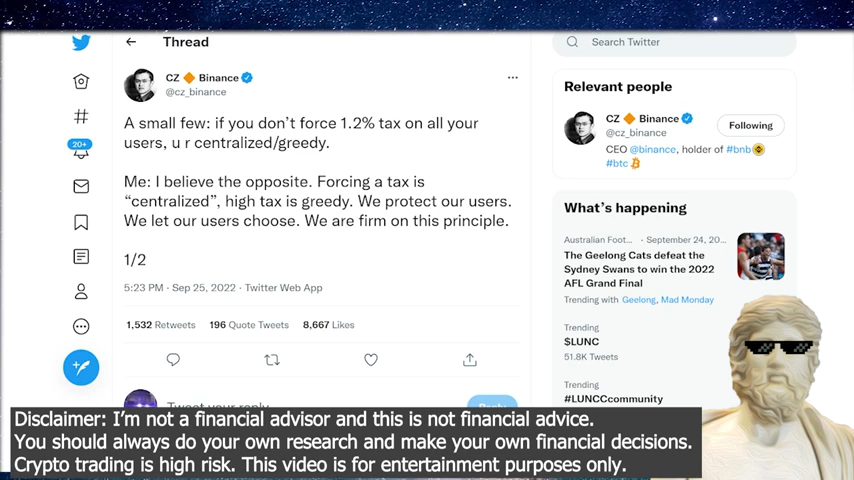 Thread
Search Twitter
CZ 🔶 Binance
@cz_binance
A small few: if you don't force 1.2% tax on all your
users, u r centralized/greedy.
Me: I believe the opposite. Forcing a tax is
“centralized”, high tax is greedy. We protect our users.
We let our users choose. We are firm on this principle.
1/2
5:23 PM · Sep 25, 2022 · Twitter Web App
1,532 Retweets 196 Quote Tweets 8,667 Likes
Tweet your reply
Reply
20+
Relevant people
CZ 🔶 Binance
@cz_binance
Following
CEO @binance, holder of #bnb
#btc
What's happening
Australian Foot... · September 24, 20...
The Geelong Cats defeat the
Sydney Swans to win the 2022
AFL Grand Final
Trending with Geelong, Mad Monday
Trending
$LUNC
51.8K Tweets
Trending
#LUNCcommunity
Disclaimer: I'm not a financial advisor and this is not financial advice.
You should always do your own research and make your own financial decisions.
Crypto trading is high risk. This video is for entertainment purposes only.